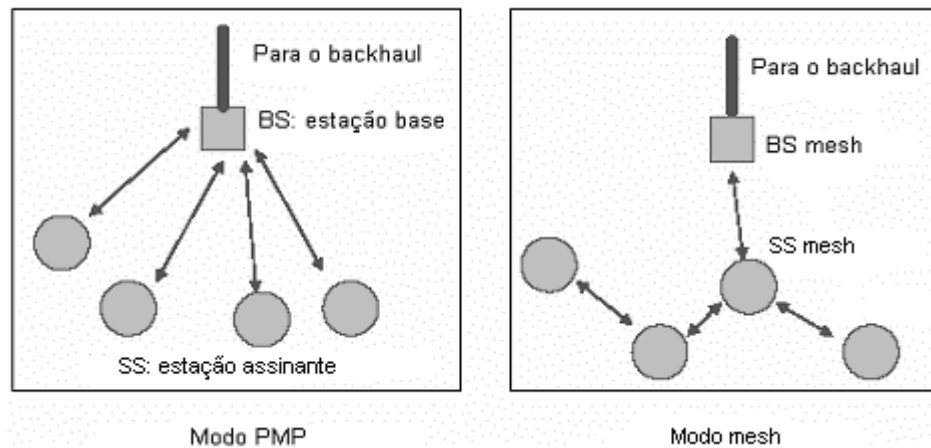 Para o backhaul
BS: estação base
SS: estação assinante
Modo PMP
Para o backhaul
BS mesh
SS mesh
Modo mesh